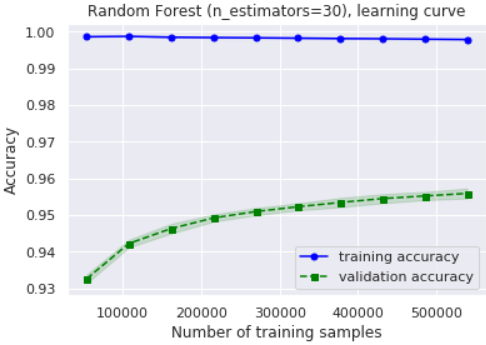 Random Forest (n_estimators=30), learning curve
1.00
0.99
0.98
0.97
0.96
0.95
0.94
0.93
Accuracy
training accuracy
validation accuracy
100000 200000 300000 400000 500000
Number of training samples